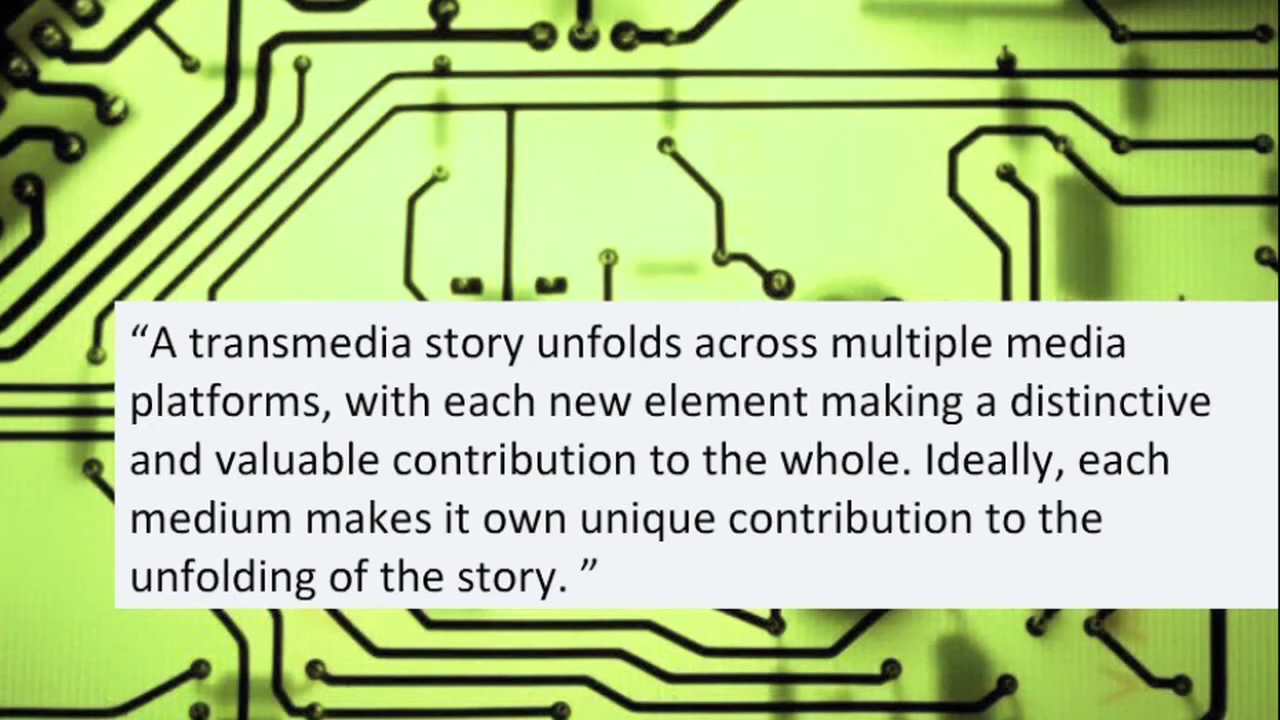 “A transmedia story unfolds across multiple media
platforms, with each new element making a distinctive
and valuable contribution to the whole. Ideally, each
medium makes it own unique contribution to the
unfolding of the story. ”